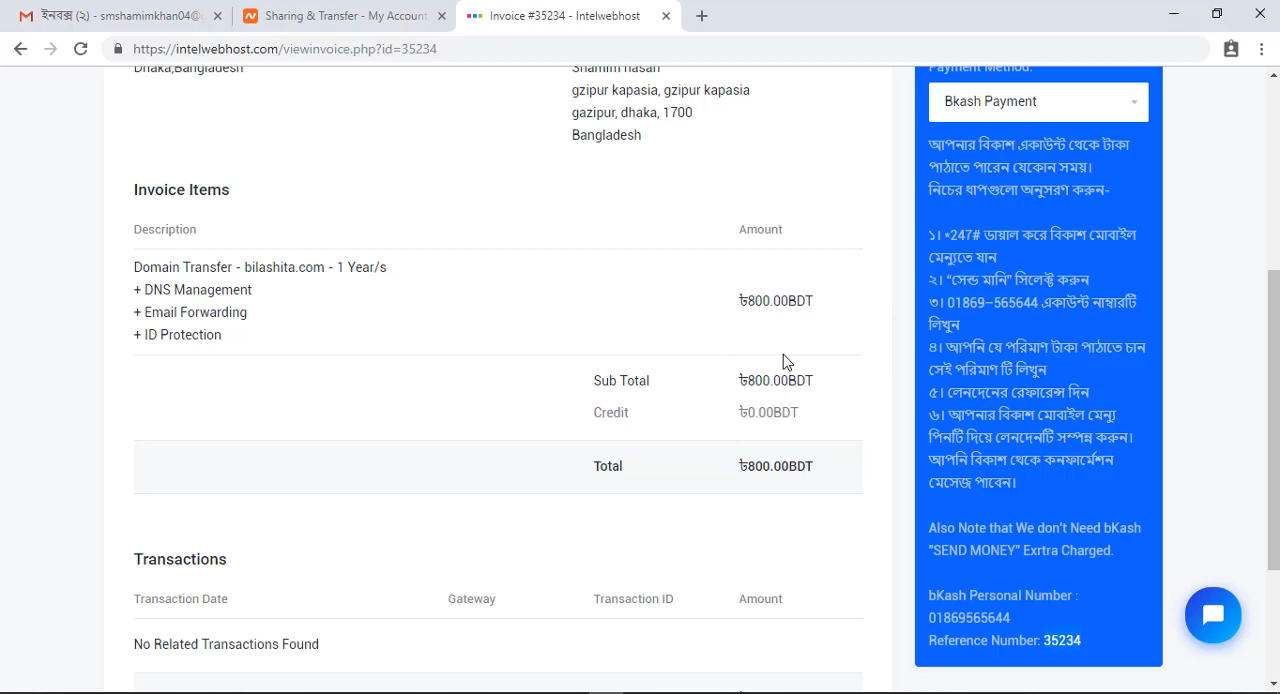 ইনবক্স (২) - smshamimkhan04@g
Sharing & Transfer - My Account
Invoice #35234 - Intelwebhost
https://intelwebhost.com/viewinvoice.php?id=35234
Dhaka,Bangladesh
Shamim hasan
gzipur kapasia, gzipur kapasia
gazipur, dhaka, 1700
Bangladesh
Invoice Items
Description Amount
Domain Transfer - bilashita.com - 1 Year/s
+ DNS Management
+ Email Forwarding
+ ID Protection
৳800.00BDT
Sub Total ৳800.00BDT
Credit ৳0.00BDT
Total ৳800.00BDT
Transactions
Transaction Date Gateway Transaction ID Amount
No Related Transactions Found
Payment Method:
Bkash Payment
আপনার বিকাশ একাউন্ট থেকে টাকা
পাঠাতে পারেন যেকোন সময়।
নিচের ধাপগুলো অনুসরণ করুন-
১। *247# ডায়াল করে বিকাশ মোবাইল
মেন্যুতে যান
২। “সেন্ড মানি” সিলেক্ট করুন
৩। 01869–565644 একাউন্ট নাম্বারটি
লিখুন
৪। আপনি যে পরিমাণ টাকা পাঠাতে চান
সেই পরিমাণ টি লিখুন
৫। লেনদেনের রেফারেন্স দিন
৬। আপনার বিকাশ মোবাইল মেন্যু
পিনটি দিয়ে লেনদেনটি সম্পন্ন করুন।
আপনি বিকাশ থেকে কনফার্মেশন
মেসেজ পাবেন।
Also Note that We don't Need bKash
"SEND MONEY" Exrtra Charged.
bKash Personal Number :
01869565644
Reference Number: 35234